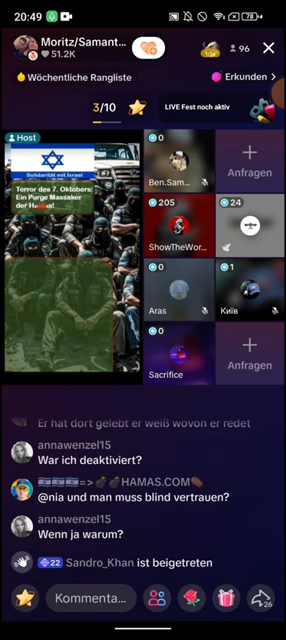 20:49
78
Moritz/Samant...
51.2K
96
Wöchentliche Rangliste
Erkunden >
3/10
LIVE Fest noch aktiv
Host
Solidarität mit Israel
Terror des 7. Oktobers:
Ein Purge Massaker
der Hamas!
0
Ben.Sam...
Anfragen
205
ShowTheWor...
24
0
Aras
1
Київ
0
Sacrifice
Anfragen
Er hat dort gelebt er weiß wovon er redet
annawenzel15
War ich deaktiviert?
🇮🇱🇮🇱🇮🇱🇮🇱=>💣💣HAMAS.COM⚰️
@nia und man muss blind vertrauen?
annawenzel15
Wenn ja warum?
22 Sandro_Khan ist beigetreten
Kommenta...
26